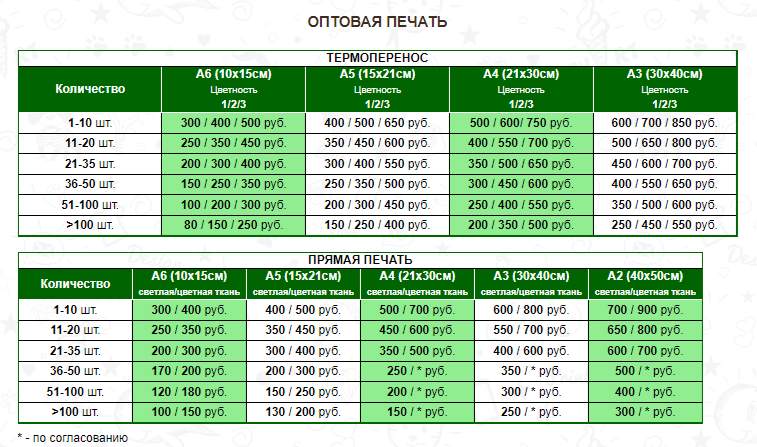 ОПТОВАЯ ПЕЧАТЬ
ТЕРМОПЕРЕНОС
Количество А6 (10х15см) А5 (15х21см) А4 (21х30см) А3 (30х40см)
Цветность Цветность Цветность Цветность
1/2/3 1/2/3 1/2/3 1/2/3
1-10 шт. 300 / 400 / 500 руб. 400 / 500 / 650 руб. 500 / 600/ 750 руб. 600 / 700 / 850 руб.
11-20 шт. 250 / 350 / 450 руб. 350 / 450 / 600 руб. 400 / 550 / 700 руб. 500 / 650 / 800 руб.
21-35 шт. 200 / 300 / 400 руб. 300 / 400 / 550 руб. 350 / 500 / 650 руб. 450 / 600 / 700 руб.
36-50 шт. 150 / 250 / 350 руб. 250 / 350 / 500 руб. 300 / 450 / 600 руб. 400 / 550 / 650 руб.
51-100 шт. 100 / 200 / 300 руб. 200 / 300 / 450 руб. 250 / 400 / 550 руб. 350 / 500 / 600 руб.
>100 шт. 80 / 150 / 250 руб. 150 / 250 / 400 руб. 200 / 350 / 500 руб. 250 / 450 / 550 руб.
ПРЯМАЯ ПЕЧАТЬ
Количество А6 (10х15см) А5 (15х21см) А4 (21х30см) А3 (30х40см) А2 (40х50см)
светлая/цветная ткань светлая/цветная ткань светлая/цветная ткань светлая/цветная ткань светлая/цветная ткань
1-10 шт. 300 / 400 руб. 400 / 500 руб. 500 / 700 руб. 600 / 800 руб. 700 / 900 руб.
11-20 шт. 250 / 350 руб. 350 / 450 руб. 450 / 600 руб. 550 / 700 руб. 650 / 800 руб.
21-35 шт. 200 / 300 руб. 300 / 400 руб. 350 / 500 руб. 400 / 600 руб. 600 / 700 руб.
36-50 шт. 170 / 200 руб. 200 / 300 руб. 250 / * руб. 350 / * руб. 500 / * руб.
51-100 шт. 120 / 180 руб. 150 / 250 руб. 200 / * руб. 300 / * руб. 400 / * руб.
>100 шт. 100 / 150 руб. 130 / 200 руб. 150 / * руб. 250 / * руб. 300 / * руб.
* - по согласованию